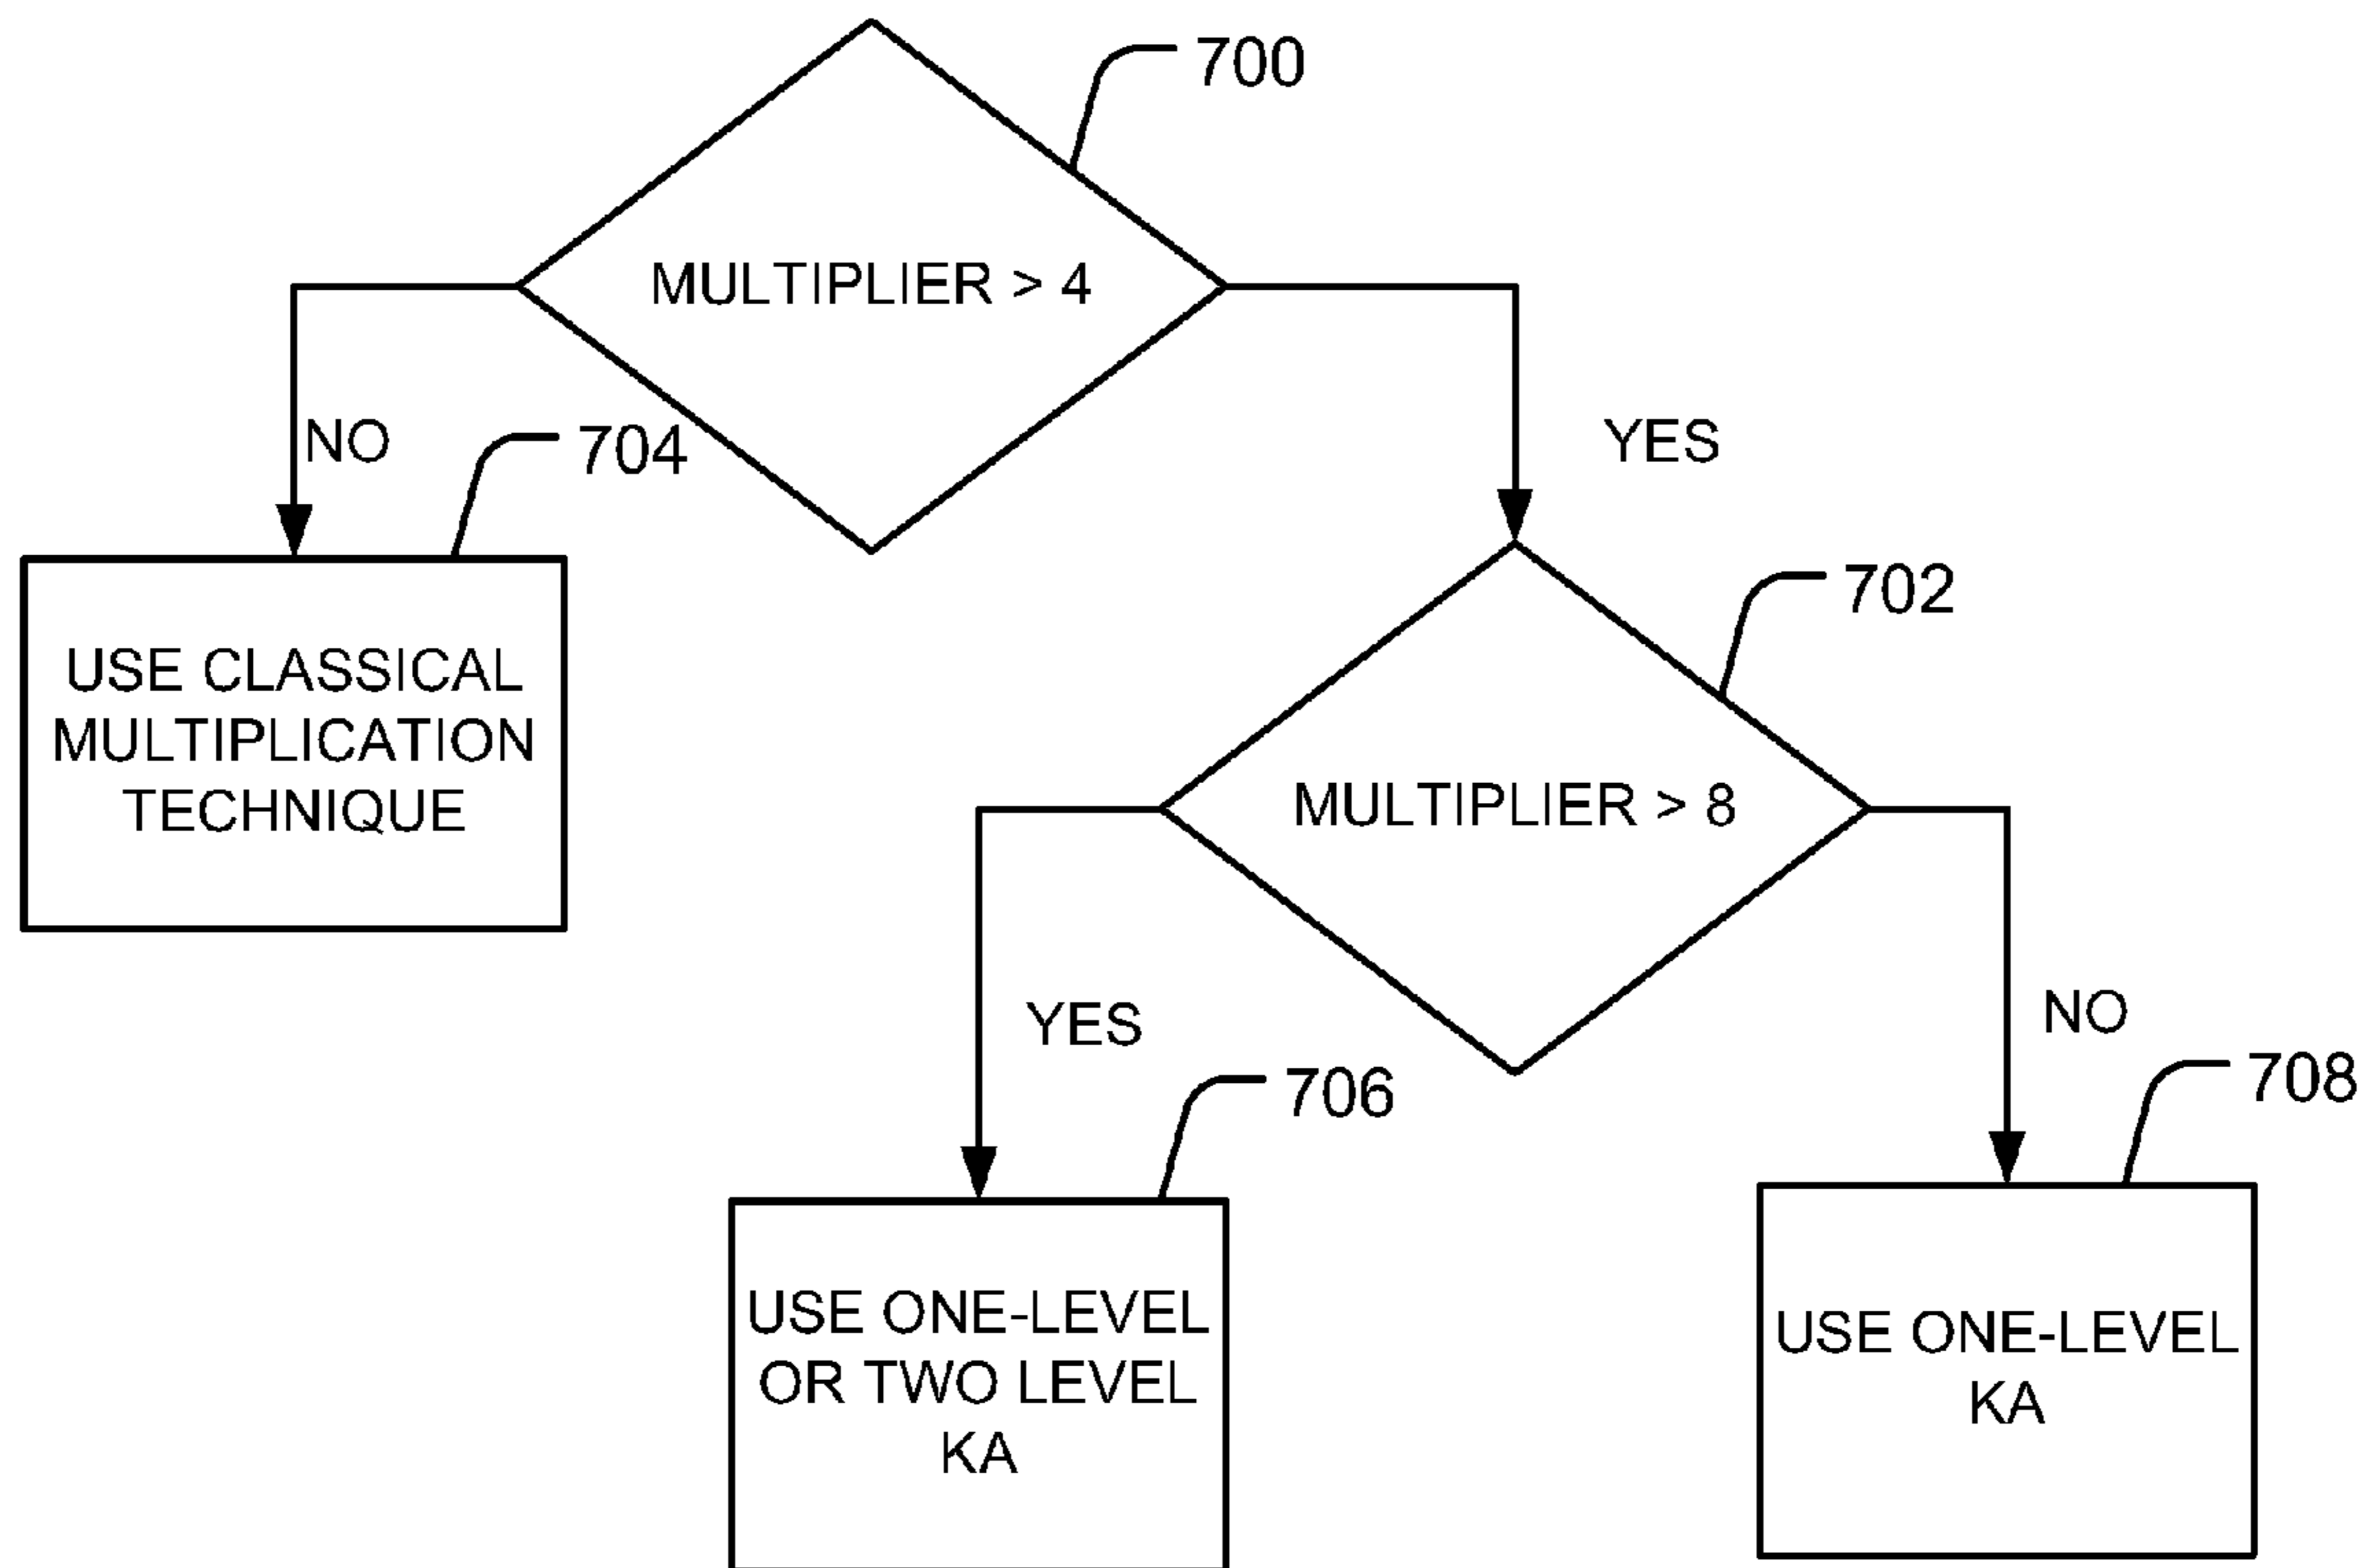 700
MULTIPLIER > 4
NO
704
YES
USE CLASSICAL
MULTIPLICATION
TECHNIQUE
702
MULTIPLIER > 8
YES
NO
706
708
USE ONE-LEVEL
OR TWO LEVEL
KA
USE ONE-LEVEL
KA